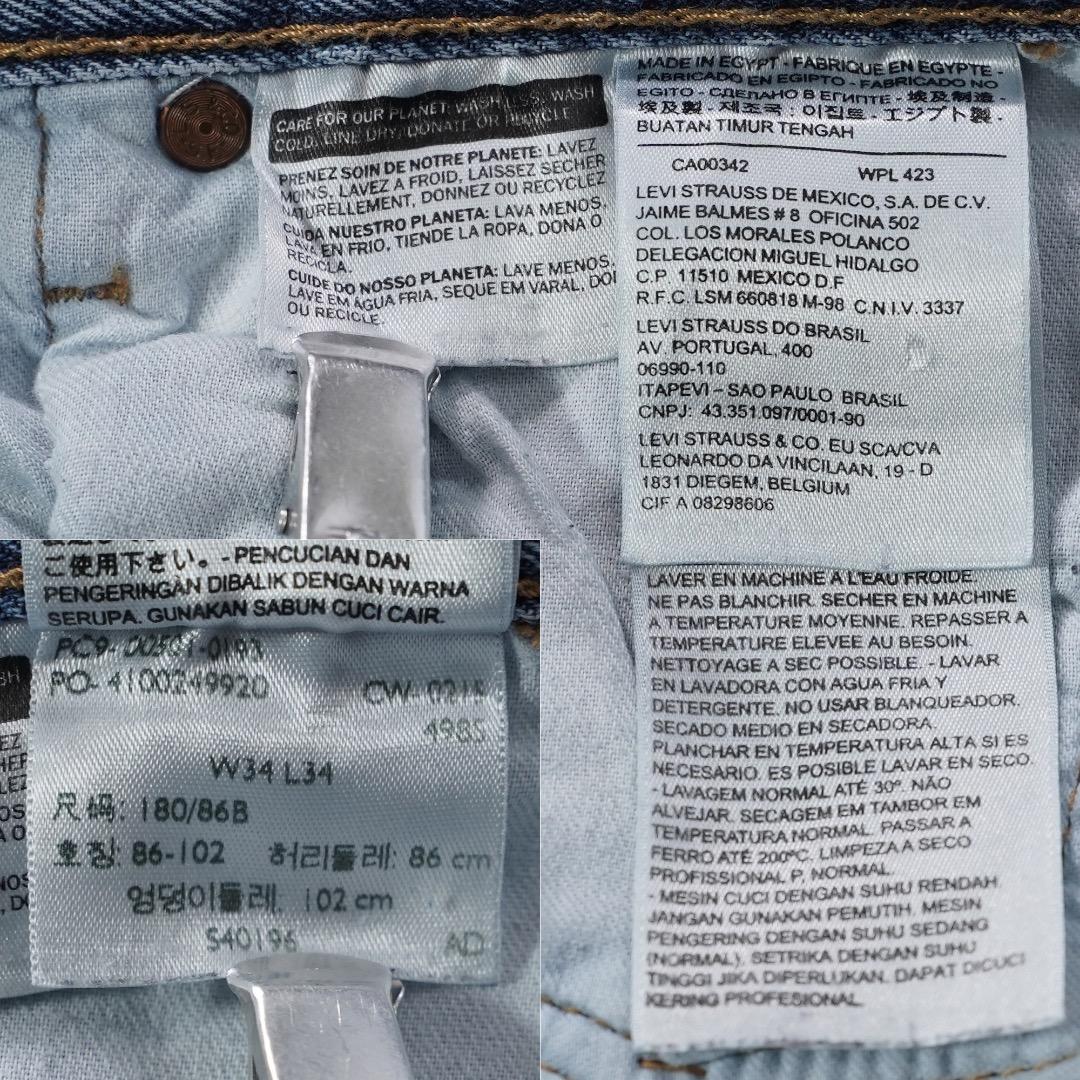 CARE FOR OUR PLANET: WASH LESS, WASH
COLD, LINE DRY, DONATE OR RECYCLE
PRENEZ SOIN DE NOTRE PLANETE: LAVEZ
MOINS, LAVEZ A FROID, LAISSEZ SECHER
NATURELLEMENT, DONNEZ OU RECYCLEZ
CUIDA NUESTRO PLANETA: LAVA MENOS,
LAVA EN FRIO, TIENDE LA ROPA, DONA O
RECICLA.
CUIDE DO NOSSO PLANETA: LAVE MENOS,
LAVE EM AGUA FRIA, SEQUE EM VARAL, DOE
OU RECICLE.
MADE IN EGYPT - FABRIQUE EN EGYPTE -
FABRICADO EN EGIPTO - FABRICADO NO
EGITO - СДЕЛАНО В ЕГИПТЕ - 埃及制造 -
埃及製 - 제조국 : 이집트 - エジプト製 -
BUATAN TIMUR TENGAH
CA00342 WPL 423
LEVI STRAUSS DE MEXICO, S.A. DE C.V.
JAIME BALMES # 8 OFICINA 502
COL. LOS MORALES POLANCO
DELEGACION MIGUEL HIDALGO
C.P. 11510 MEXICO D.F
R.F.C. LSM 660818 M-98 C.N.I.V. 3337
LEVI STRAUSS DO BRASIL
AV. PORTUGAL, 400
06990-110
ITAPEVI – SAO PAULO BRASIL
CNPJ: 43.351.097/0001-90
LEVI STRAUSS & CO. EU SCA/CVA
LEONARDO DA VINCILAAN, 19 - D
1831 DIEGEM, BELGIUM
CIF A 08298606
ご使用下さい。- PENCUCIAN DAN
PENGERINGAN DIBALIK DENGAN WARNA
SERUPA. GUNAKAN SABUN CUCI CAIR.
PC9- 00501-0193
PO- 4100249920 CW- 0215
4985
W34 L34
尺码: 180/86B
호칭: 86-102 허리둘레: 86 cm
엉덩이둘레: 102 cm
S40196 AD
LAVER EN MACHINE A L'EAU FROIDE.
NE PAS BLANCHIR. SECHER EN MACHINE
A TEMPERATURE MOYENNE. REPASSER A
TEMPERATURE ELEVEE AU BESOIN.
NETTOYAGE A SEC POSSIBLE. - LAVAR
EN LAVADORA CON AGUA FRIA Y
DETERGENTE. NO USAR BLANQUEADOR.
SECADO MEDIO EN SECADORA.
PLANCHAR EN TEMPERATURA ALTA SI ES
NECESARIO. ES POSIBLE LAVAR EN SECO.
- LAVAGEM NORMAL ATÉ 30º. NÃO
ALVEJAR. SECAGEM EM TAMBOR EM
TEMPERATURA NORMAL. PASSAR A
FERRO ATÉ 200ºC. LIMPEZA A SECO
PROFISSIONAL P, NORMAL.
- MESIN CUCI DENGAN SUHU RENDAH.
JANGAN GUNAKAN PEMUTIH. MESIN
PENGERING DENGAN SUHU SEDANG
(NORMAL). SETRIKA DENGAN SUHU
TINGGI JIKA DIPERLUKAN. DAPAT DICUCI
KERING PROFESIONAL.